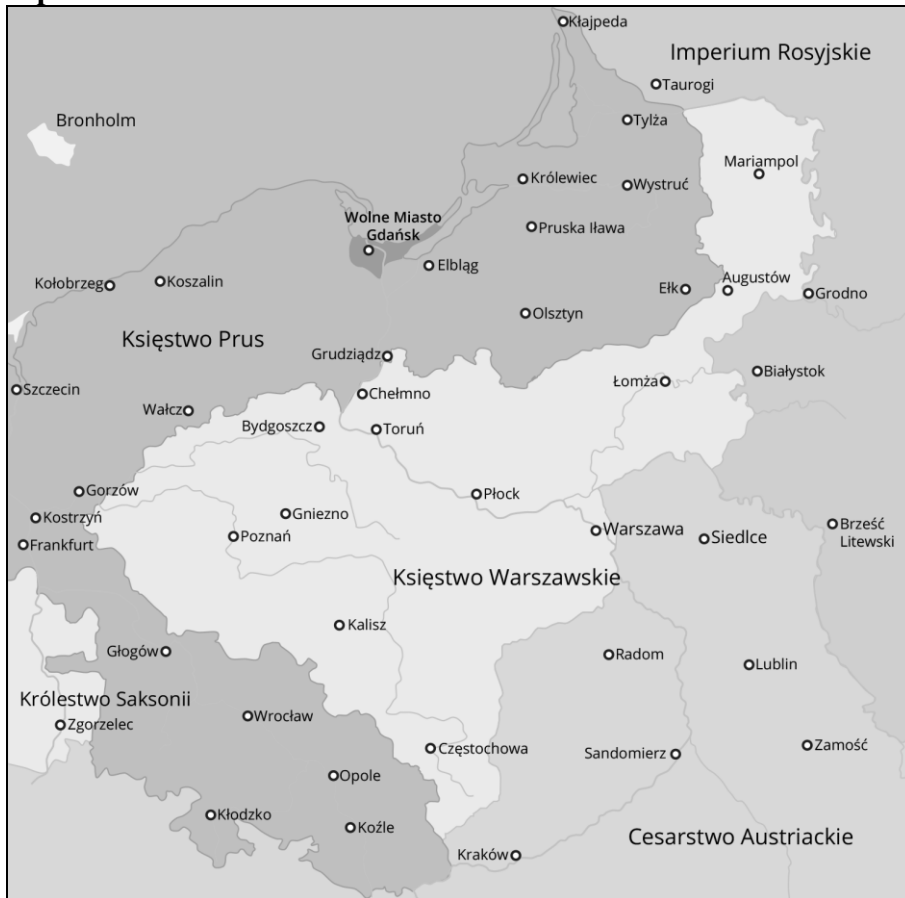 Kłajpeda
Imperium Rosyjskie
Taurogi
Bronholm
Tylża
Mariampol
Królewiec
Wystruć
Wolne Miasto
Gdańsk
Pruska Iława
Elbląg
Kołobrzeg
Koszalin
Ełk
Augustów
Grodno
Olsztyn
Księstwo Prus
Grudziądz
Białystok
Łomża
Szczecin
Chełmno
Wałcz
Bydgoszcz
Toruń
Gorzów
Płock
Gniezno
Kostrzyń
Poznań
Warszawa
Siedlce
Brześć
Litewski
Frankfurt
Księstwo Warszawskie
Kalisz
Głogów
Radom
Lublin
Królestwo Saksonii
Wrocław
Zgorzelec
Częstochowa
Sandomierz
Zamość
Opole
Kłodzko
Koźle
Cesarstwo Austriackie
Kraków